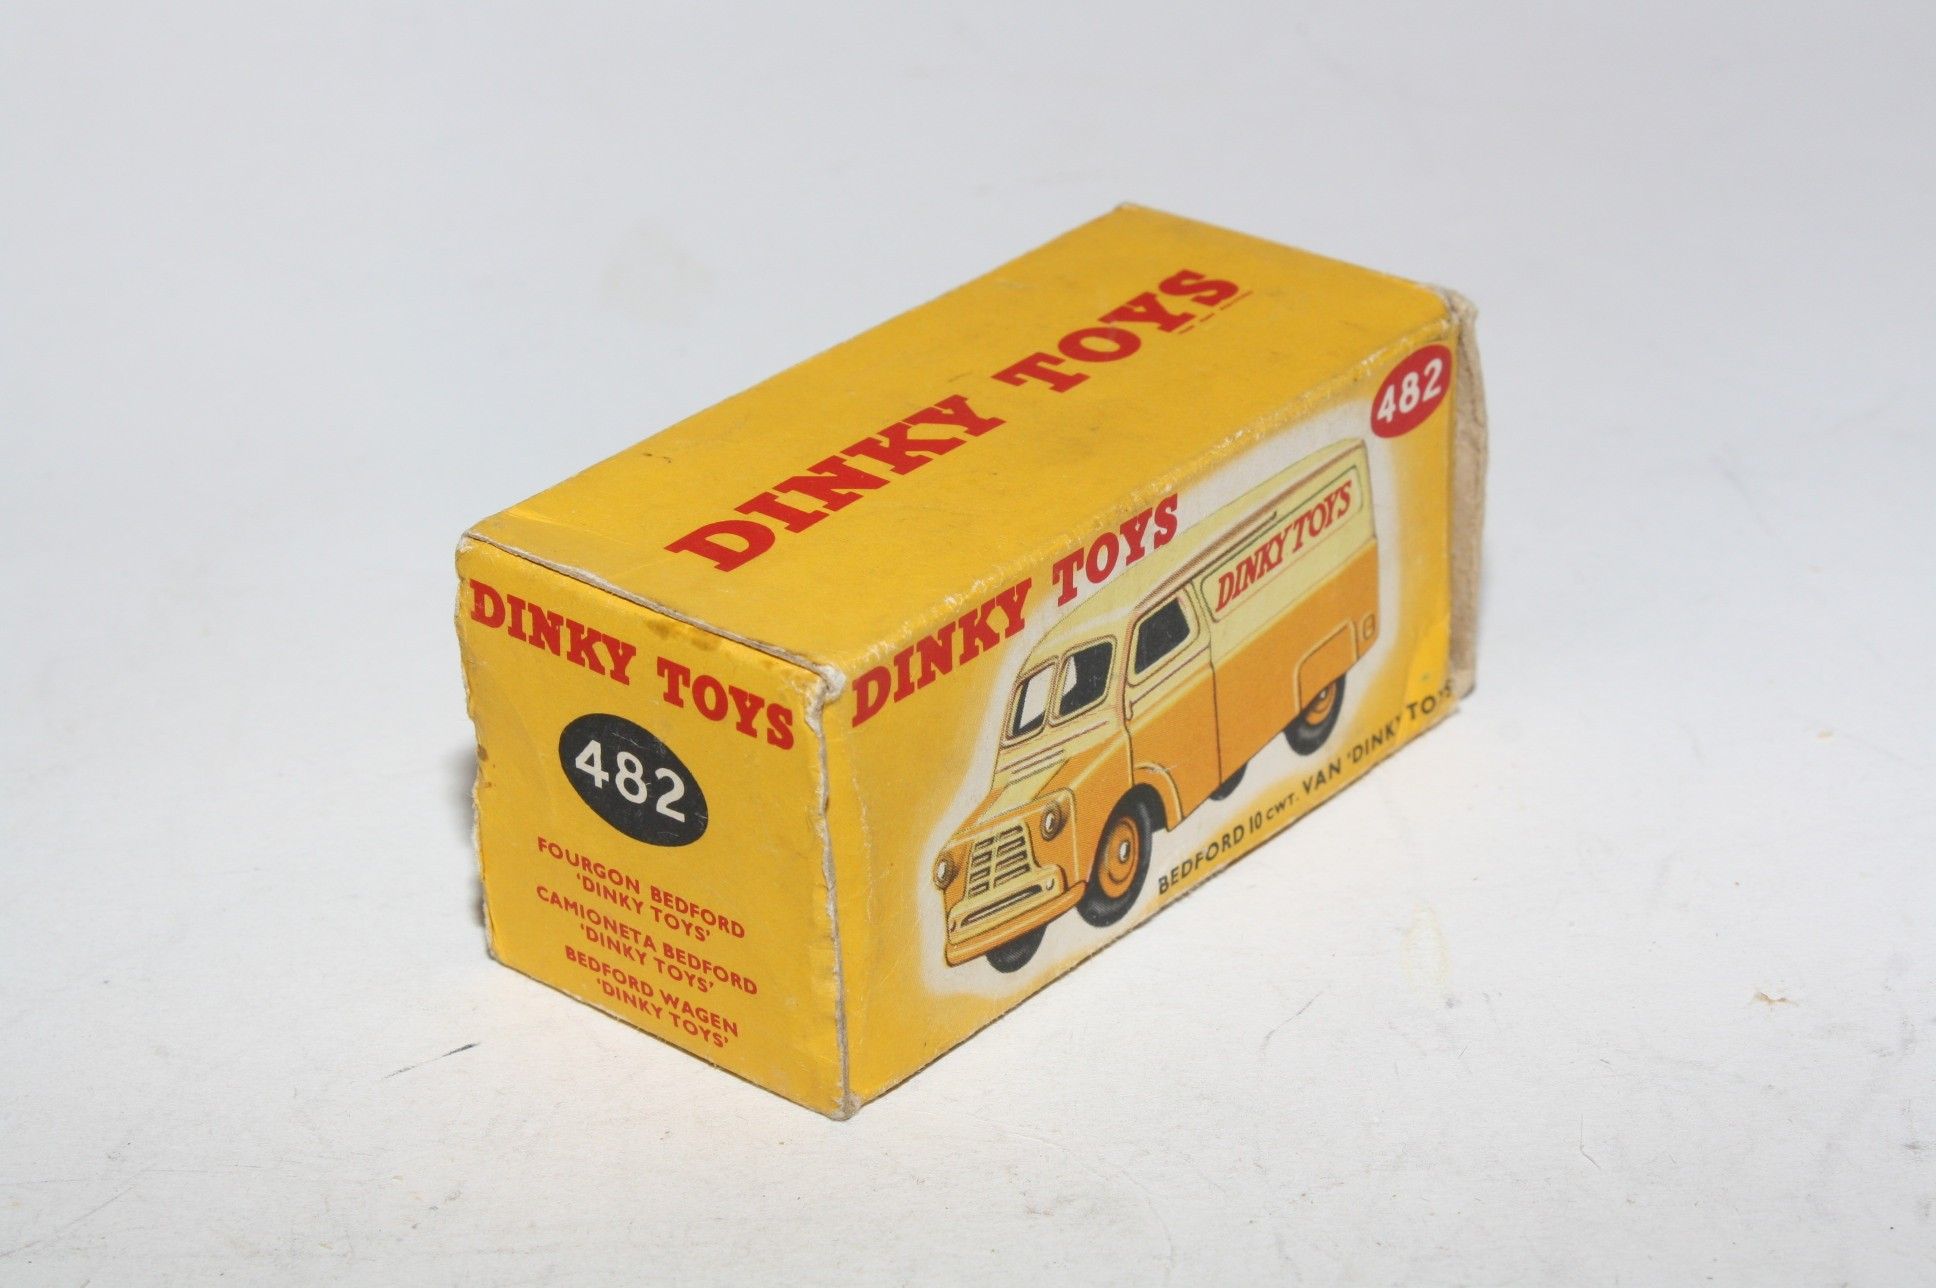 DINKY TOYS
DINKY TOYS
482
FOURGON BEDFORD
'DINKY TOYS'
CAMIONETA BEDFORD
'DINKY TOYS'
BEDFORD WAGEN
'DINKY TOYS'
DINKY TOYS
482
DINKY TOYS
BEDFORD 10 CWT. VAN 'DINKY TOYS